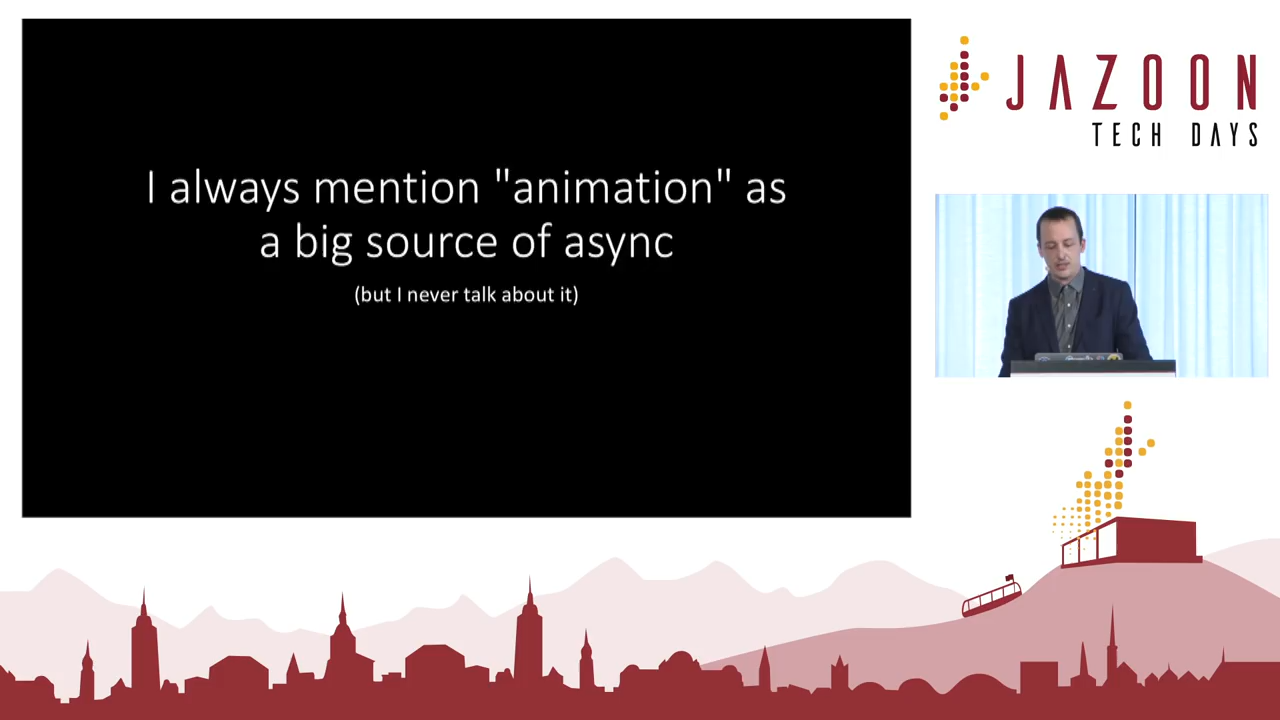 I always mention "animation" as
a big source of async
(but I never talk about it)
JAZOON
TECH DAYS